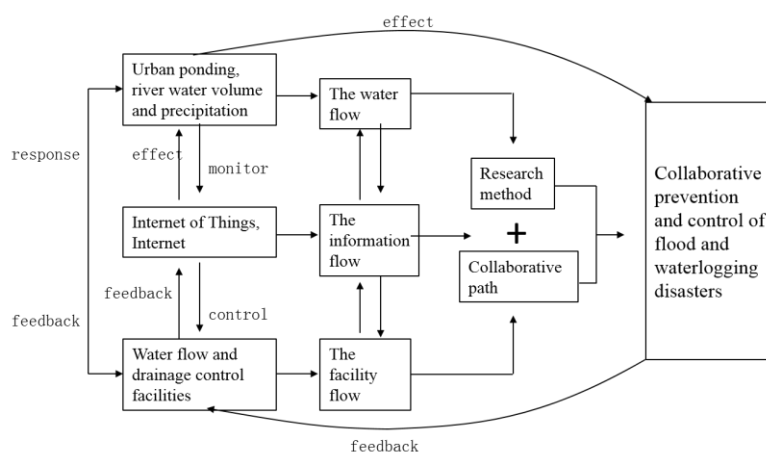 effect
Urban ponding,
river water volume
and precipitation
The water
flow
response
effect
monitor
Research
method
Collaborative
prevention
and control of
flood and
waterlogging
disasters
Internet of Things,
Internet
The
information
flow
+
Collaborative
path
feedback
control
feedback
Water flow and
drainage control
facilities
The
facility
flow
feedback